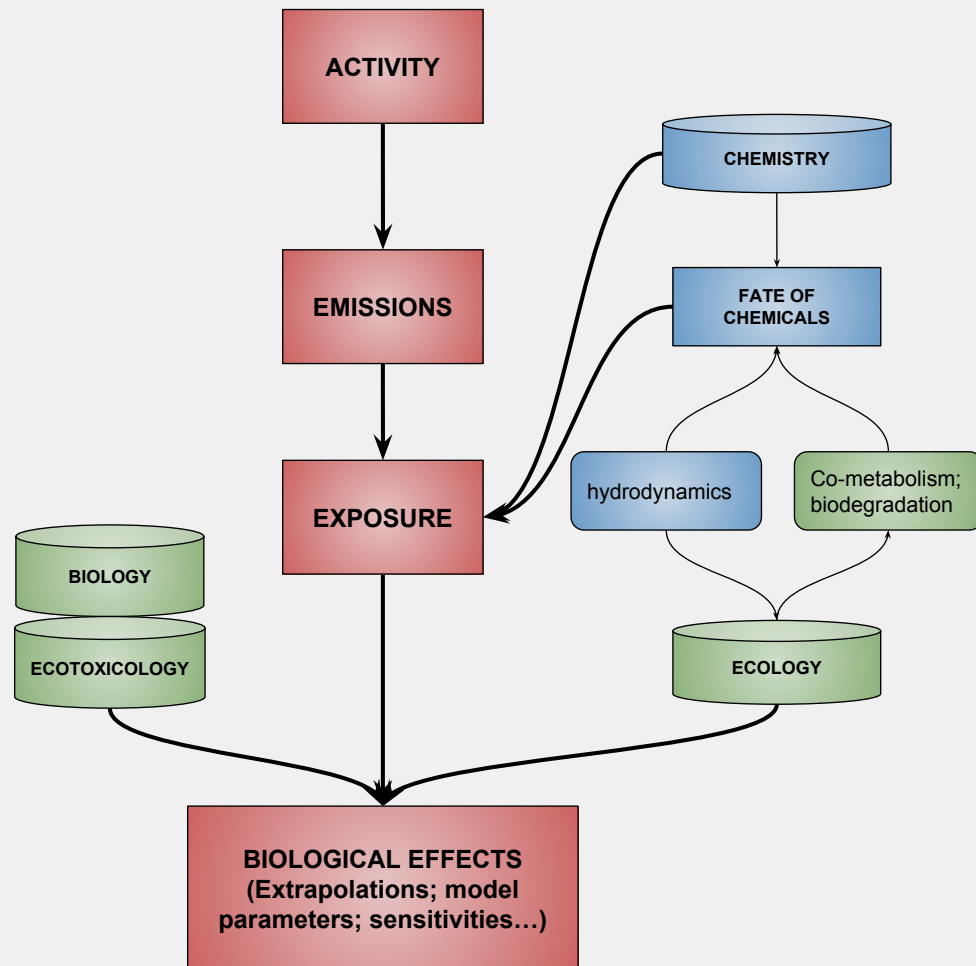 ACTIVITY
CHEMISTRY
EMISSIONS
FATE OF
CHEMICALS
EXPOSURE
hydrodynamics
Co-metabolism;
biodegradation
BIOLOGY
ECOTOXICOLOGY
ECOLOGY
BIOLOGICAL EFFECTS
(Extrapolations; model
parameters; sensitivities…)